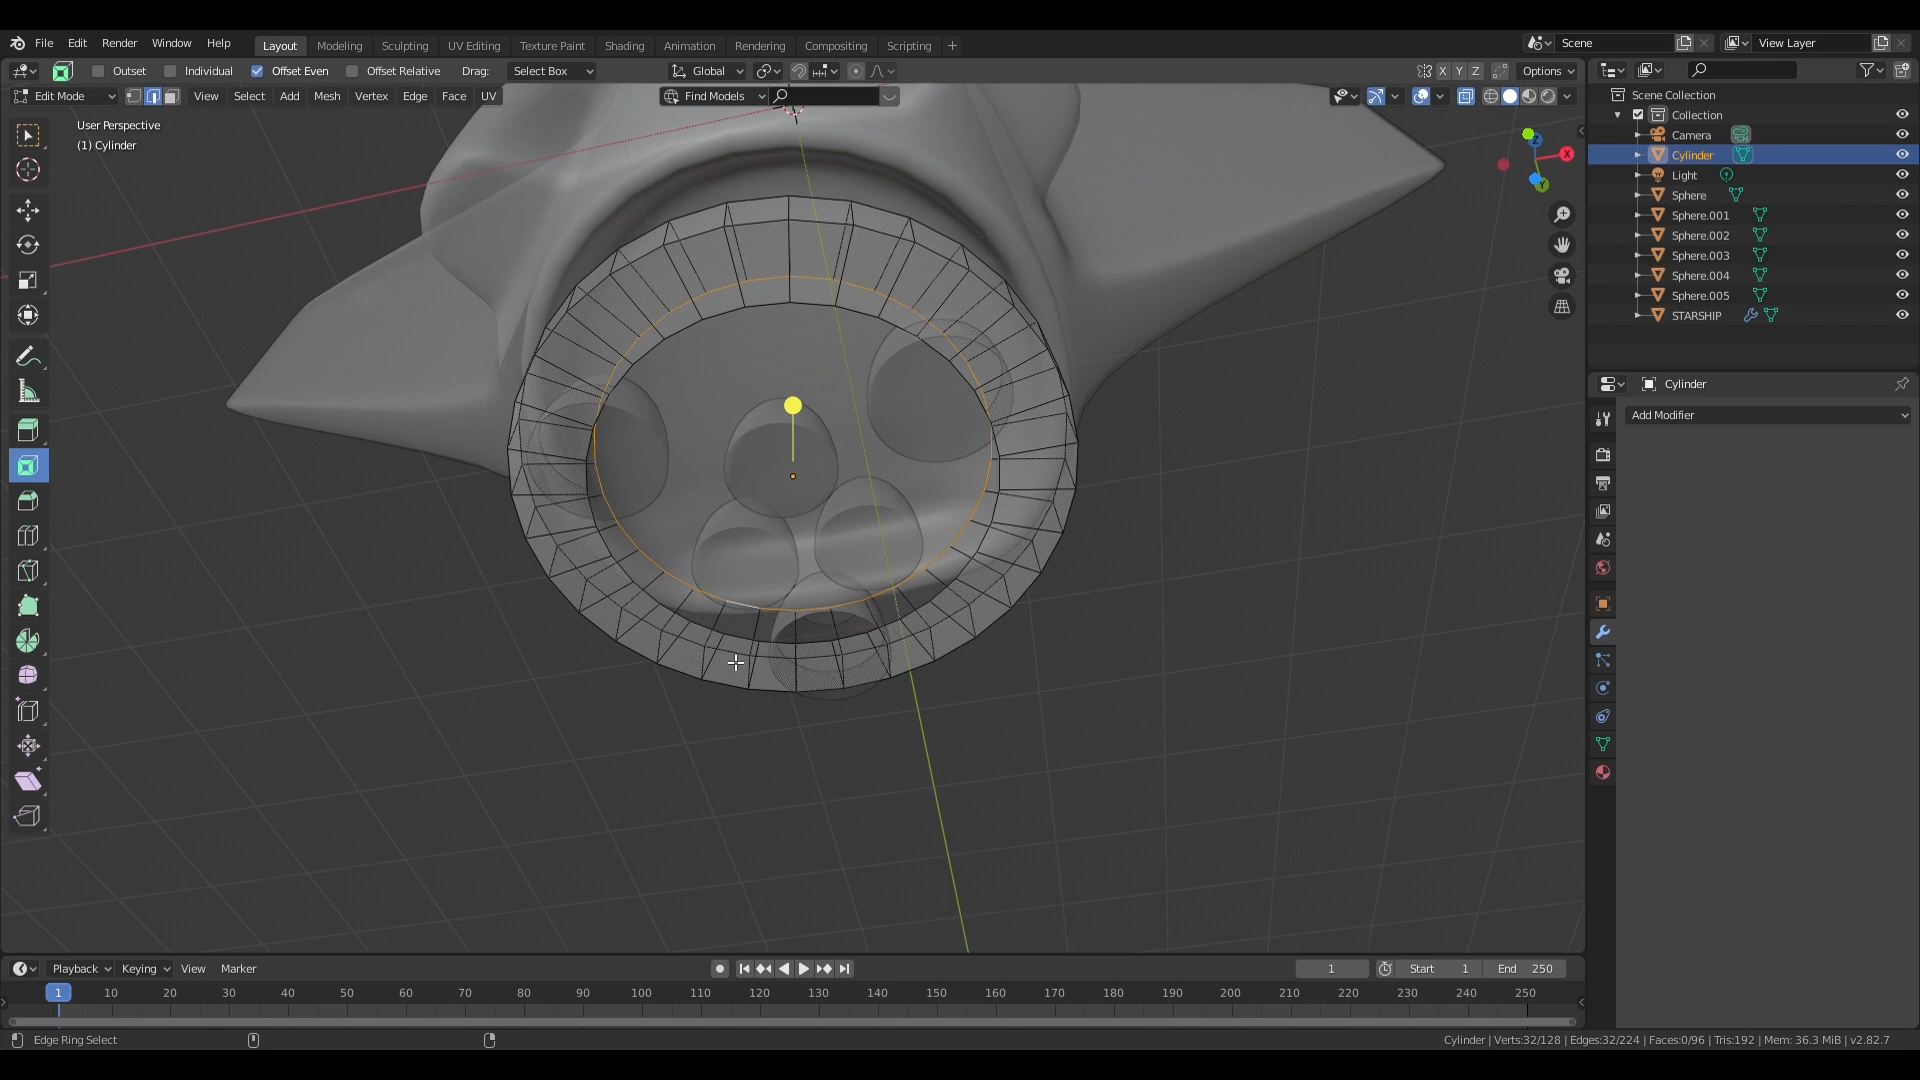 File Edit Render Window Help Layout Modeling Sculpting UV Editing Texture Paint Shading Animation Rendering Compositing Scripting + Scene View Layer
Outset Individual Offset Even Offset Relative Drag: Select Box Global X Y Z Options
Edit Mode View Select Add Mesh Vertex Edge Face UV Find Models
User Perspective
(1) Cylinder
Z
X
Y
Scene Collection
Collection
Camera
Cylinder
Light
Sphere
Sphere.001
Sphere.002
Sphere.003
Sphere.004
Sphere.005
STARSHIP
Cylinder
Add Modifier
Playback Keying View Marker 1 Start 1 End 250
1 10 20 30 40 50 60 70 80 90 100 110 120 130 140 150 160 170 180 190 200 210 220 230 240 250
Edge Ring Select Cylinder | Verts:32/128 | Edges:32/224 | Faces:0/96 | Tris:192 | Mem: 36.3 MiB | v2.82.7